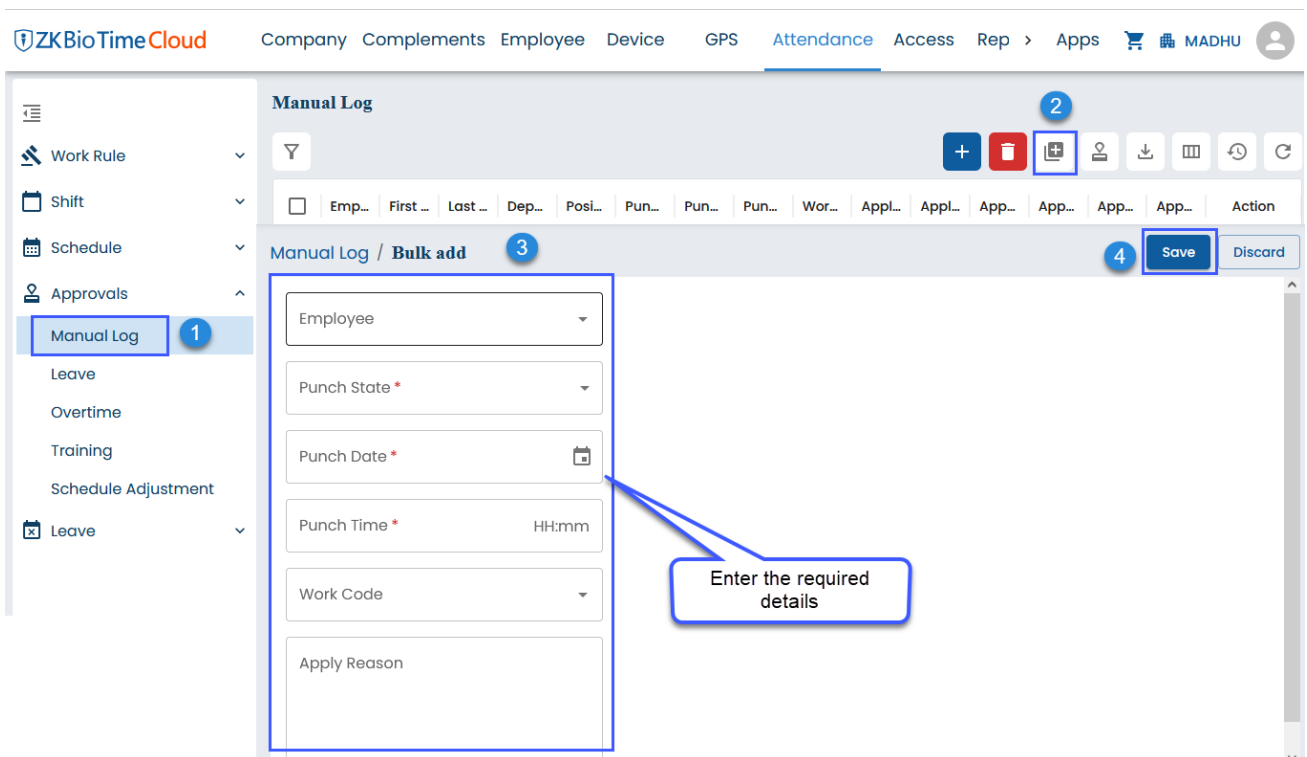 ZKBioTime Cloud Company Complements Employee Device GPS Attendance Access Rep > Apps MADHU
Manual Log
2
Work Rule
Shift
Emp... First ... Last ... Dep... Posi... Pun... Pun... Pun... Wor... Appl... Appl... App... App... App... App... Action
Schedule
Manual Log / Bulk add 3 4 Save Discard
Approvals
Manual Log 1
Leave
Overtime
Training
Schedule Adjustment
Leave
Employee
Punch State *
Punch Date *
Punch Time * HH:mm
Work Code
Apply Reason
Enter the required
details